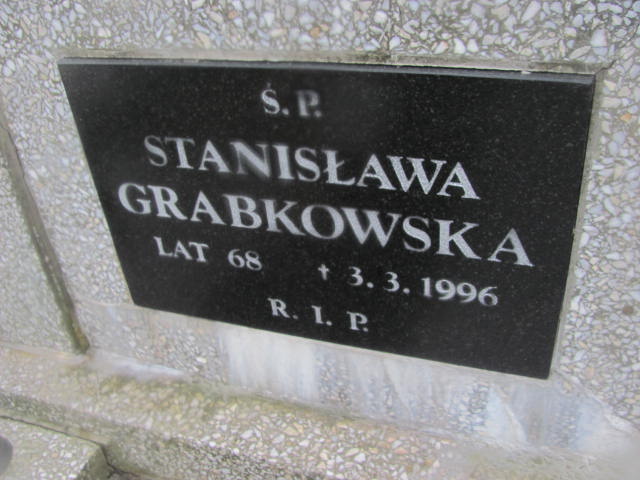 Ś. P.
STANISŁAWA
GRABKOWSKA
LAT 68 † 3. 3. 1996
R. I. P.